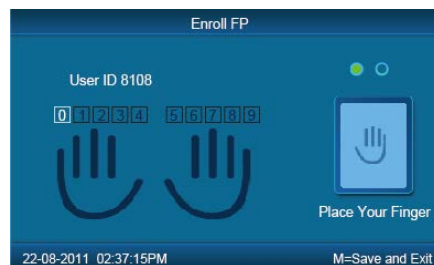 Enroll FP
User ID 8108
0 1 2 3 4 5 6 7 8 9
Place Your Finger
22-08-2011 02:37:15PM M=Save and Exit